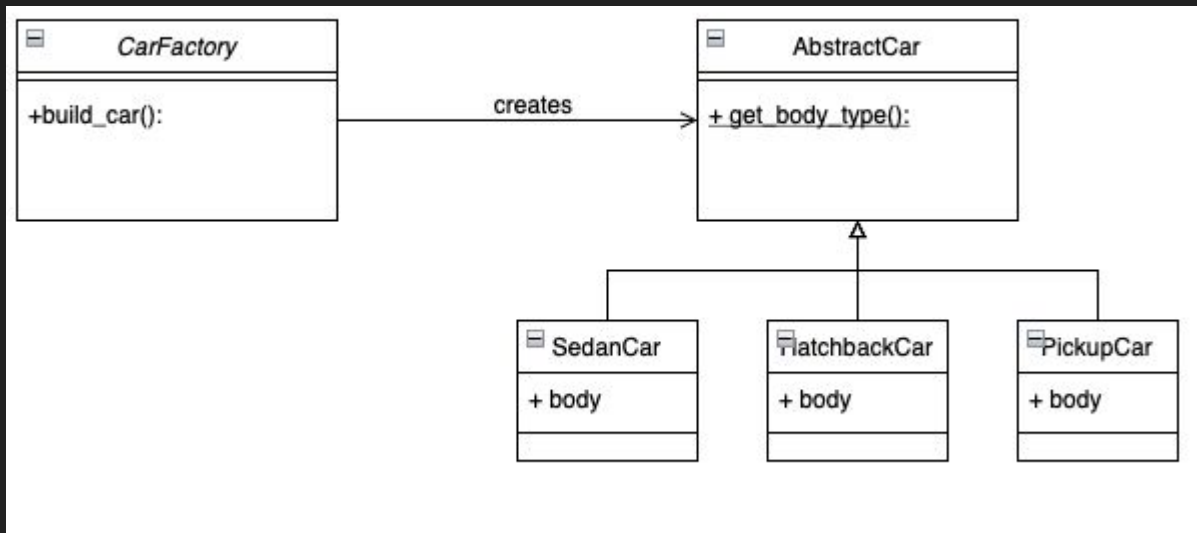 CarFactory
+build_car():
creates
AbstractCar
+ get_body_type():
SedanCar
+ body
HatchbackCar
+ body
PickupCar
+ body